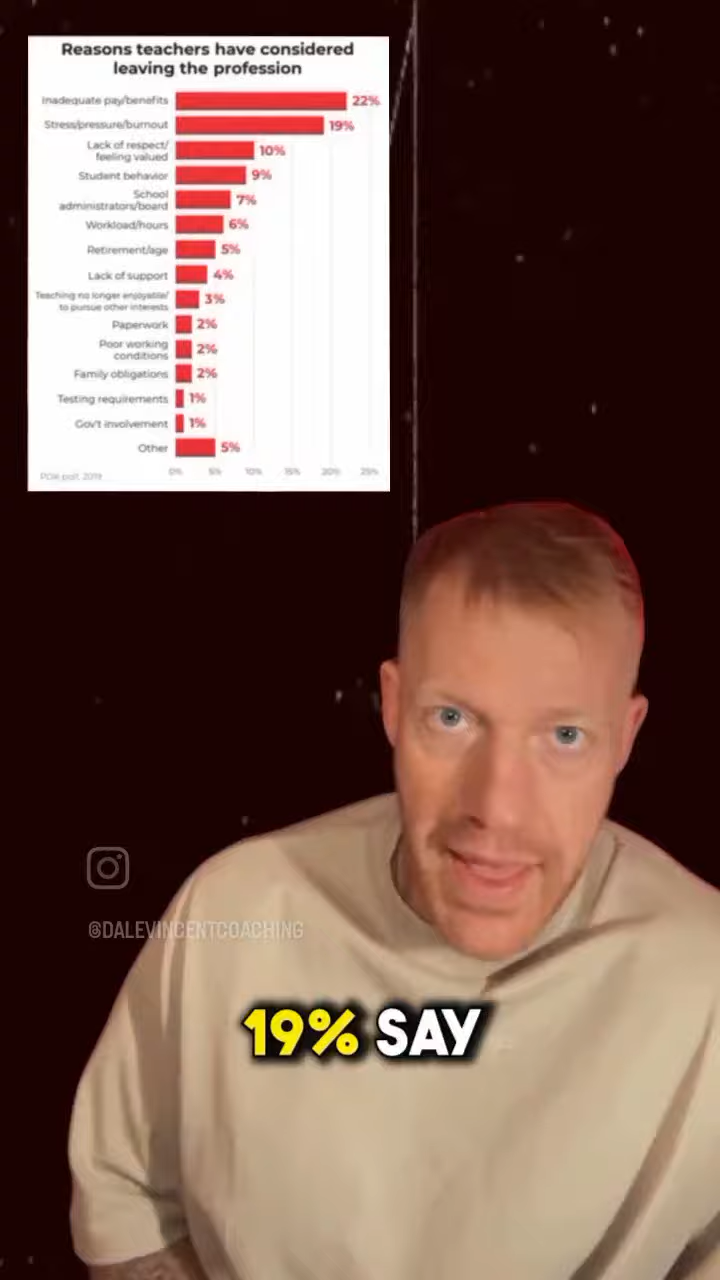 Reasons teachers have considered
leaving the profession
Inadequate pay/benefits 22%
Stress/pressure/burnout 19%
Lack of respect/
feeling valued 10%
Student behavior 9%
School
administrators/board 7%
Workload/hours 6%
Retirement/age 5%
Lack of support 4%
Teaching no longer enjoyable/
to pursue other interests 3%
Paperwork 2%
Poor working
conditions 2%
Family obligations 2%
Testing requirements 1%
Gov't involvement 1%
Other 5%
0% 5% 10% 15% 20% 25%
PDK poll, 2019
@DALEVINCENTCOACHING
19% SAY